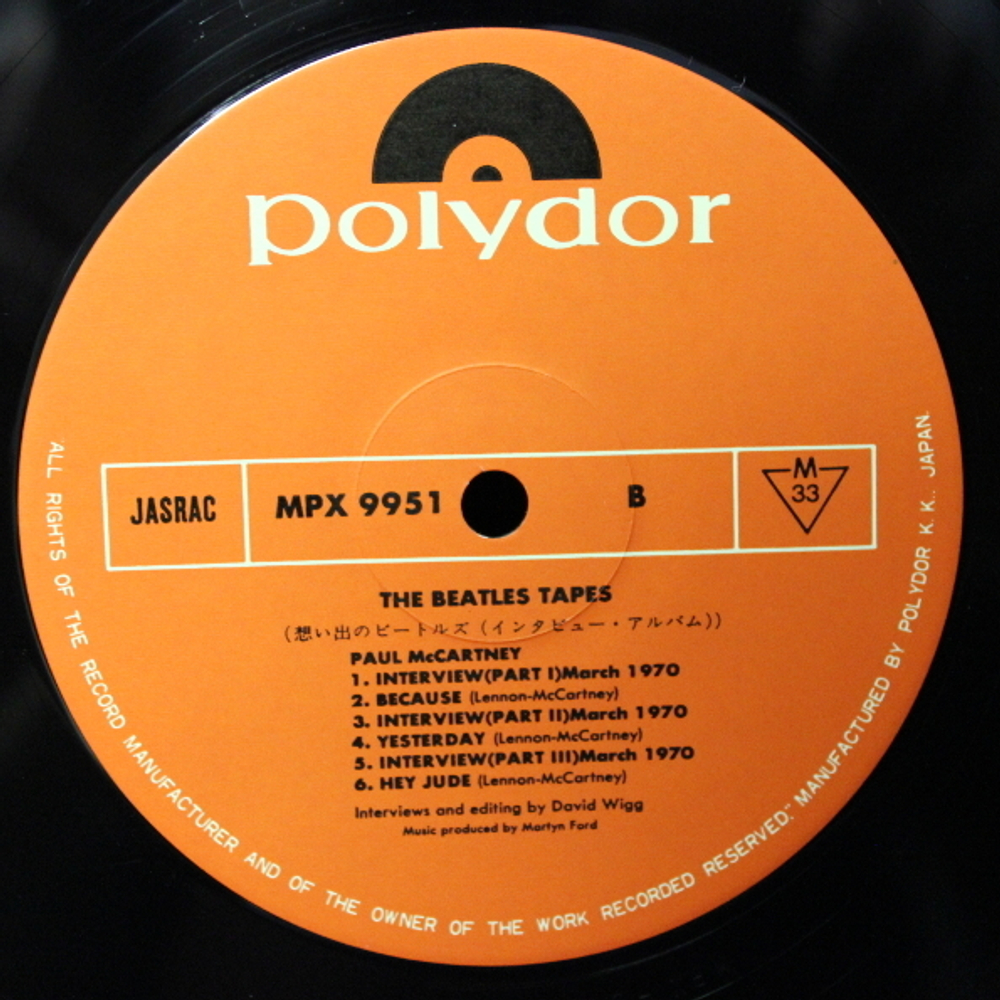 polydor
JASRAC
MPX 9951
B
M
33
THE BEATLES TAPES
(想い出のビートルズ (インタビュー・アルバム))
PAUL McCARTNEY
1. INTERVIEW(PART I)March 1970
2. BECAUSE (Lennon-McCartney)
3. INTERVIEW(PART II)March 1970
4. YESTERDAY (Lennon-McCartney)
5. INTERVIEW(PART III)March 1970
6. HEY JUDE (Lennon-McCartney)
Interviews and editing by David Wigg
Music produced by Martyn Ford
ALL RIGHTS OF THE RECORD MANUFACTURER AND OF THE OWNER OF THE WORK RECORDED RESERVED." MANUFACTURED BY POLYDOR K. K., JAPAN.